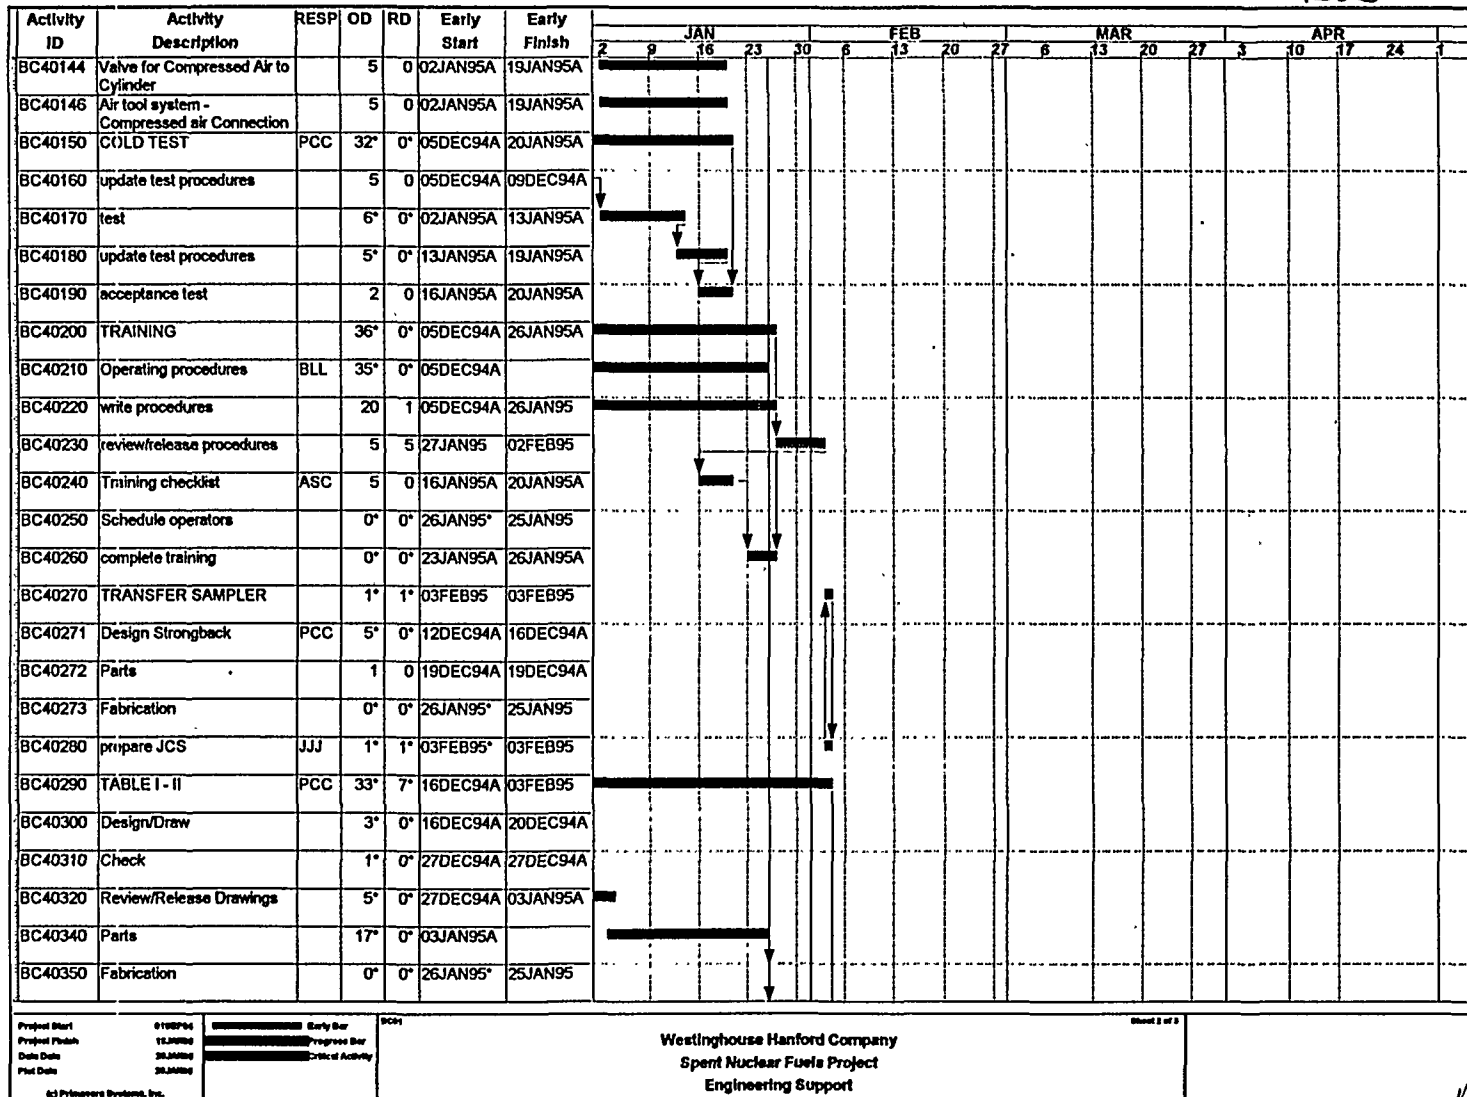 Activity ID Activity Description RESP OD RD Early Start Early Finish
JAN FEB MAR APR
2 9 16 23 30 6 13 20 27 6 13 20 27 3 10 17 24 1
BC40144 Valve for Compressed Air to Cylinder 5 0 02JAN95A 19JAN95A
BC40146 Air tool system - Compressed air Connection 5 0 02JAN95A 19JAN95A
BC40150 COLD TEST PCC 32* 0* 05DEC94A 20JAN95A
BC40160 update test procedures 5 0 05DEC94A 09DEC94A
BC40170 test 6* 0* 02JAN95A 13JAN95A
BC40180 update test procedures 5* 0* 13JAN95A 19JAN95A
BC40190 acceptance test 2 0 16JAN95A 20JAN95A
BC40200 TRAINING 36* 0* 05DEC94A 26JAN95A
BC40210 Operating procedures BLL 35* 0* 05DEC94A
BC40220 write procedures 20 1 05DEC94A 26JAN95
BC40230 review/release procedures 5 5 27JAN95 02FEB95
BC40240 Training checklist ASC 5 0 16JAN95A 20JAN95A
BC40250 Schedule operators 0* 0* 26JAN95* 25JAN95
BC40260 complete training 0* 0* 23JAN95A 26JAN95A
BC40270 TRANSFER SAMPLER 1* 1* 03FEB95 03FEB95
BC40271 Design Strongback PCC 5* 0* 12DEC94A 16DEC94A
BC40272 Parts 1 0 19DEC94A 19DEC94A
BC40273 Fabrication 0* 0* 26JAN95* 25JAN95
BC40280 prepare JCS JJJ 1* 1* 03FEB95* 03FEB95
BC40290 TABLE I - II PCC 33* 7* 16DEC94A 03FEB95
BC40300 Design/Draw 3* 0* 16DEC94A 20DEC94A
BC40310 Check 1* 0* 27DEC94A 27DEC94A
BC40320 Review/Release Drawings 5* 0* 27DEC94A 03JAN95A
BC40340 Parts 17* 0* 03JAN95A
BC40350 Fabrication 0* 0* 26JAN95* 25JAN95
Project Start
Project Finish
Data Date
Plot Date
(c) Primavera Systems, Inc.
Early Bar
Progress Bar
Critical Activity
Westinghouse Hanford Company
Spent Nuclear Fuels Project
Engineering Support
Sheet 2 of 3